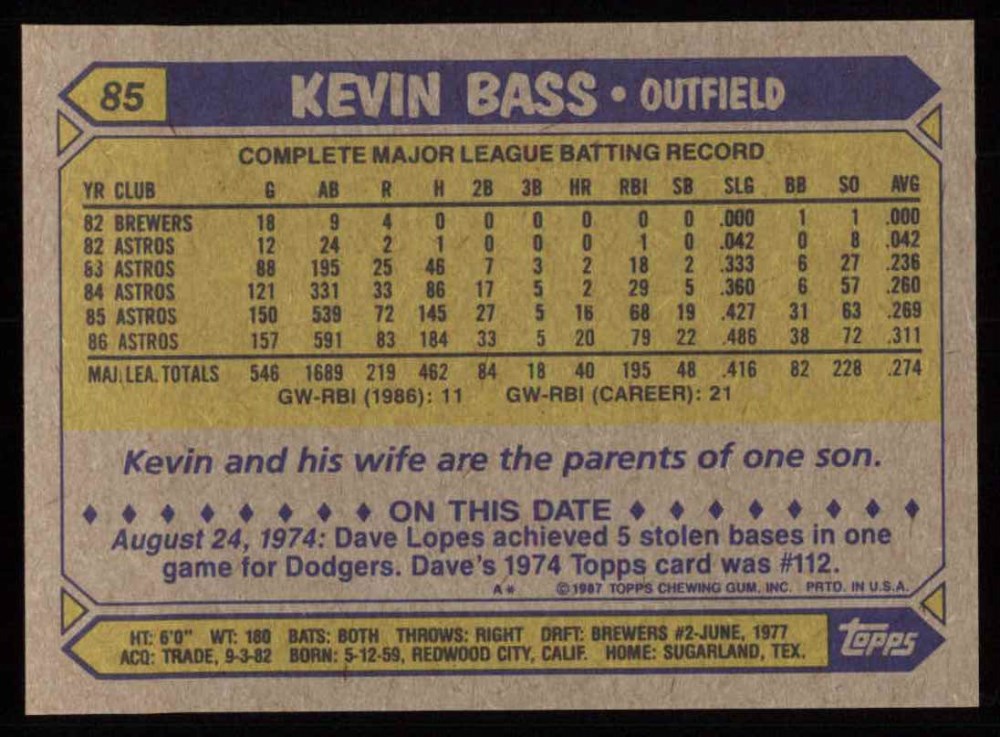 85 KEVIN BASS • OUTFIELD
COMPLETE MAJOR LEAGUE BATTING RECORD
YR CLUB G AB R H 2B 3B HR RBI SB SLG BB SO AVG
82 BREWERS 18 9 4 0 0 0 0 0 0 .000 1 1 .000
82 ASTROS 12 24 2 1 0 0 0 1 0 .042 0 8 .042
83 ASTROS 88 195 25 46 7 3 2 18 2 .333 6 27 .236
84 ASTROS 121 331 33 86 17 5 2 29 5 .360 6 57 .260
85 ASTROS 150 539 72 145 27 5 16 68 19 .427 31 63 .269
86 ASTROS 157 591 83 184 33 5 20 79 22 .486 38 72 .311
MAJ. LEA. TOTALS 546 1689 219 462 84 18 40 195 48 .416 82 228 .274
GW-RBI (1986): 11 GW-RBI (CAREER): 21
Kevin and his wife are the parents of one son.
♦ ♦ ♦ ♦ ♦ ♦ ♦ ♦ ON THIS DATE ♦ ♦ ♦ ♦ ♦ ♦ ♦ ♦
August 24, 1974: Dave Lopes achieved 5 stolen bases in one
game for Dodgers. Dave's 1974 Topps card was #112.
A* ©1987 TOPPS CHEWING GUM, INC. PRTD. IN U.S.A.
HT: 6'0" WT: 180 BATS: BOTH THROWS: RIGHT DRFT: BREWERS #2-JUNE, 1977
ACQ: TRADE, 9-3-82 BORN: 5-12-59, REDWOOD CITY, CALIF. HOME: SUGARLAND, TEX.
topps